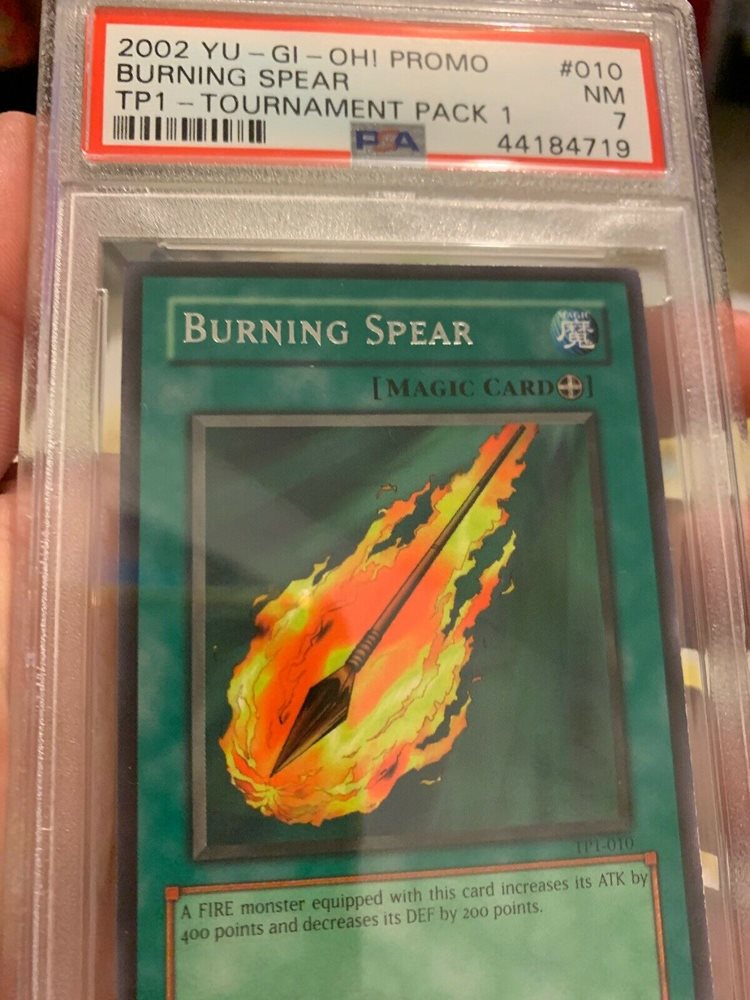 2002 YU-GI-OH! PROMO #010
BURNING SPEAR NM
TP1-TOURNAMENT PACK 1 7
PSA 44184719
BURNING SPEAR
MAGIC
魔
[MAGIC CARD]
TP1-010
A FIRE monster equipped with this card increases its ATK by
400 points and decreases its DEF by 200 points.